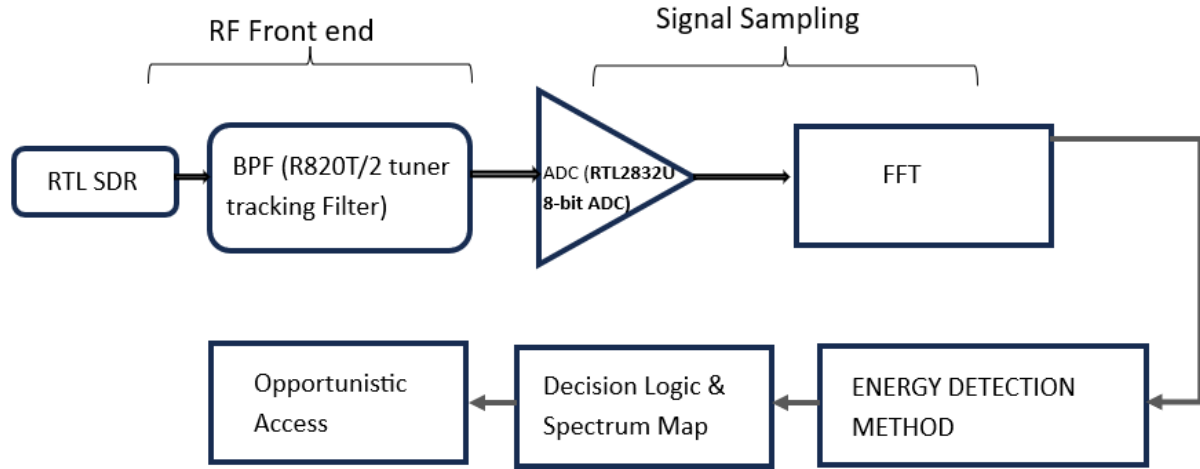 RF Front end
Signal Sampling
RTL SDR
BPF (R820T/2 tuner
tracking Filter)
ADC (RTL2832U
8-bit ADC)
FFT
Opportunistic
Access
Decision Logic &
Spectrum Map
ENERGY DETECTION
METHOD